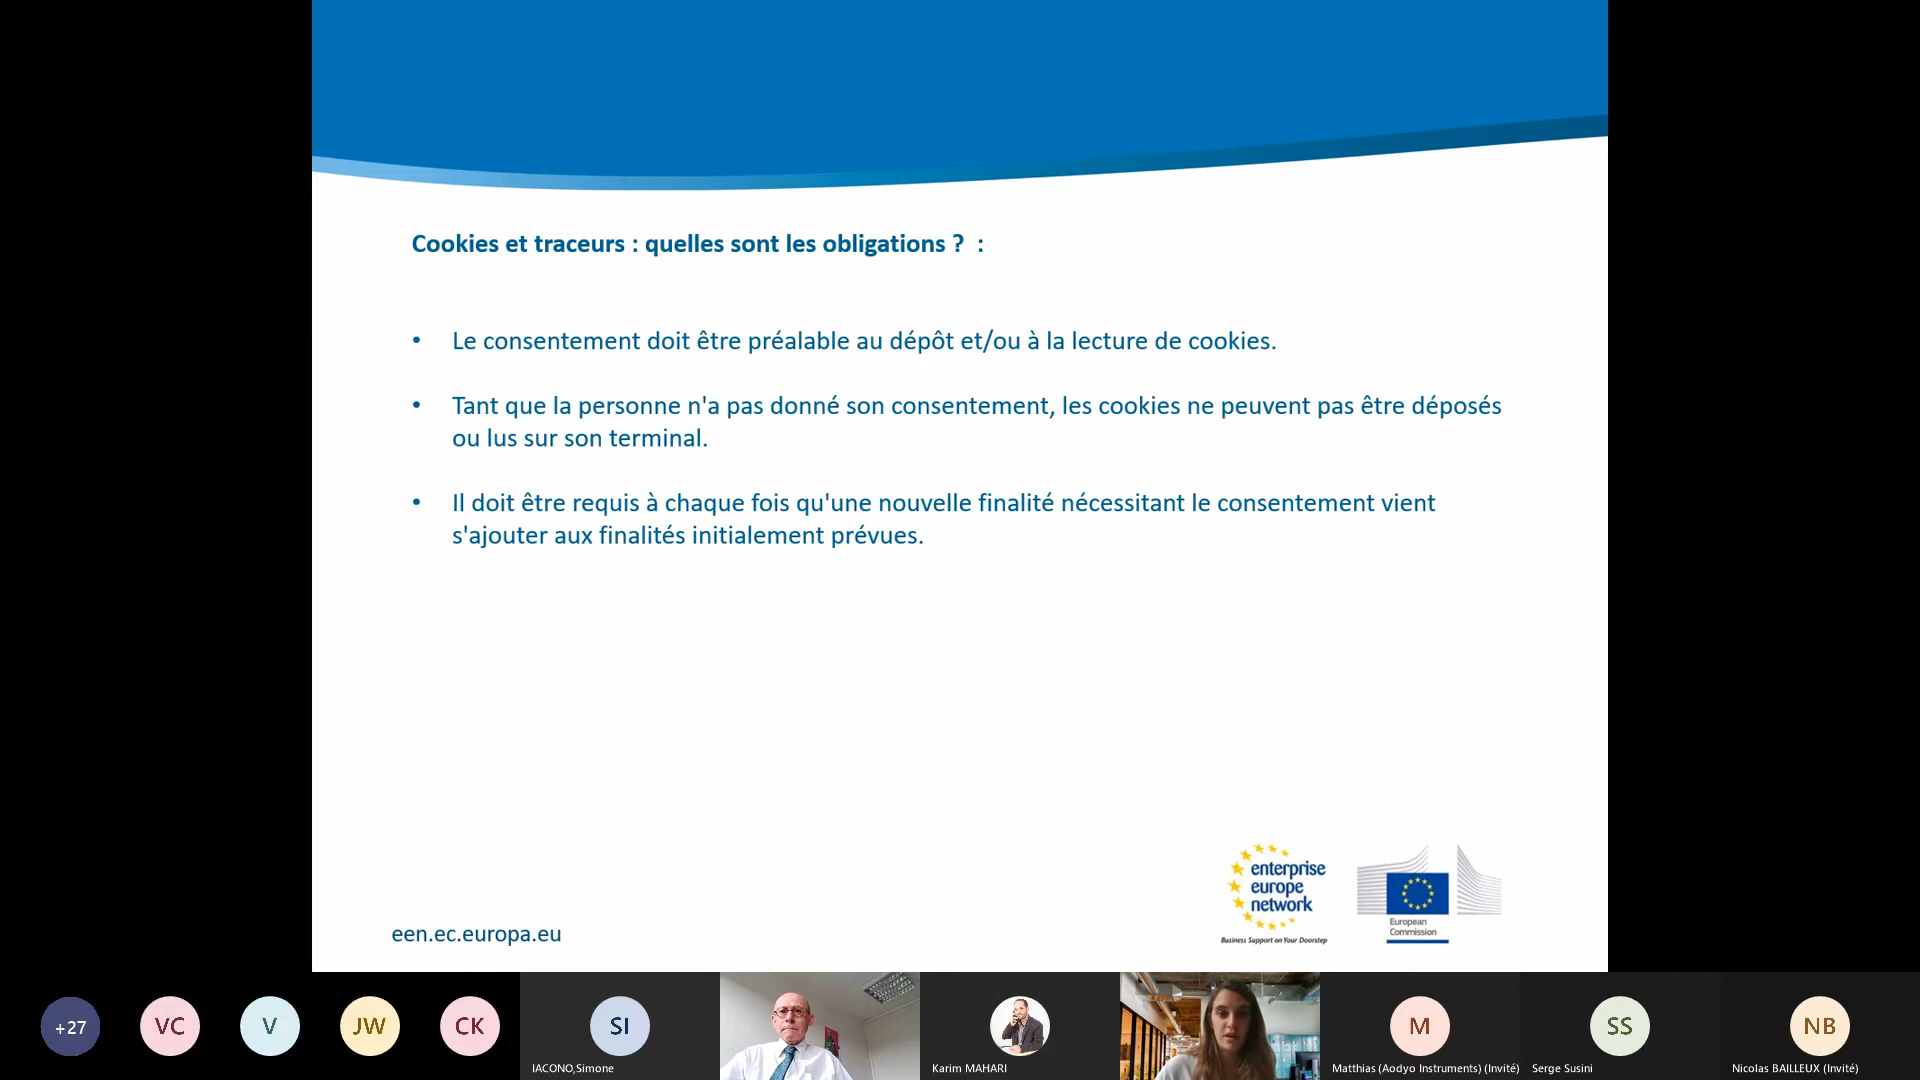 Cookies et traceurs : quelles sont les obligations ?  :
• Le consentement doit être préalable au dépôt et/ou à la lecture de cookies.
• Tant que la personne n'a pas donné son consentement, les cookies ne peuvent pas être déposés
ou lus sur son terminal.
• Il doit être requis à chaque fois qu'une nouvelle finalité nécessitant le consentement vient
s'ajouter aux finalités initialement prévues.
een.ec.europa.eu
enterprise
europe
network
Business Support on Your Doorstep
European
Commission
+27
VC
V
JW
CK
SI
IACONO,Simone
Karim MAHARI
M
Matthias (Aodyo Instruments) (Invité)
SS
Serge Susini
NB
Nicolas BAILLEUX (Invité)